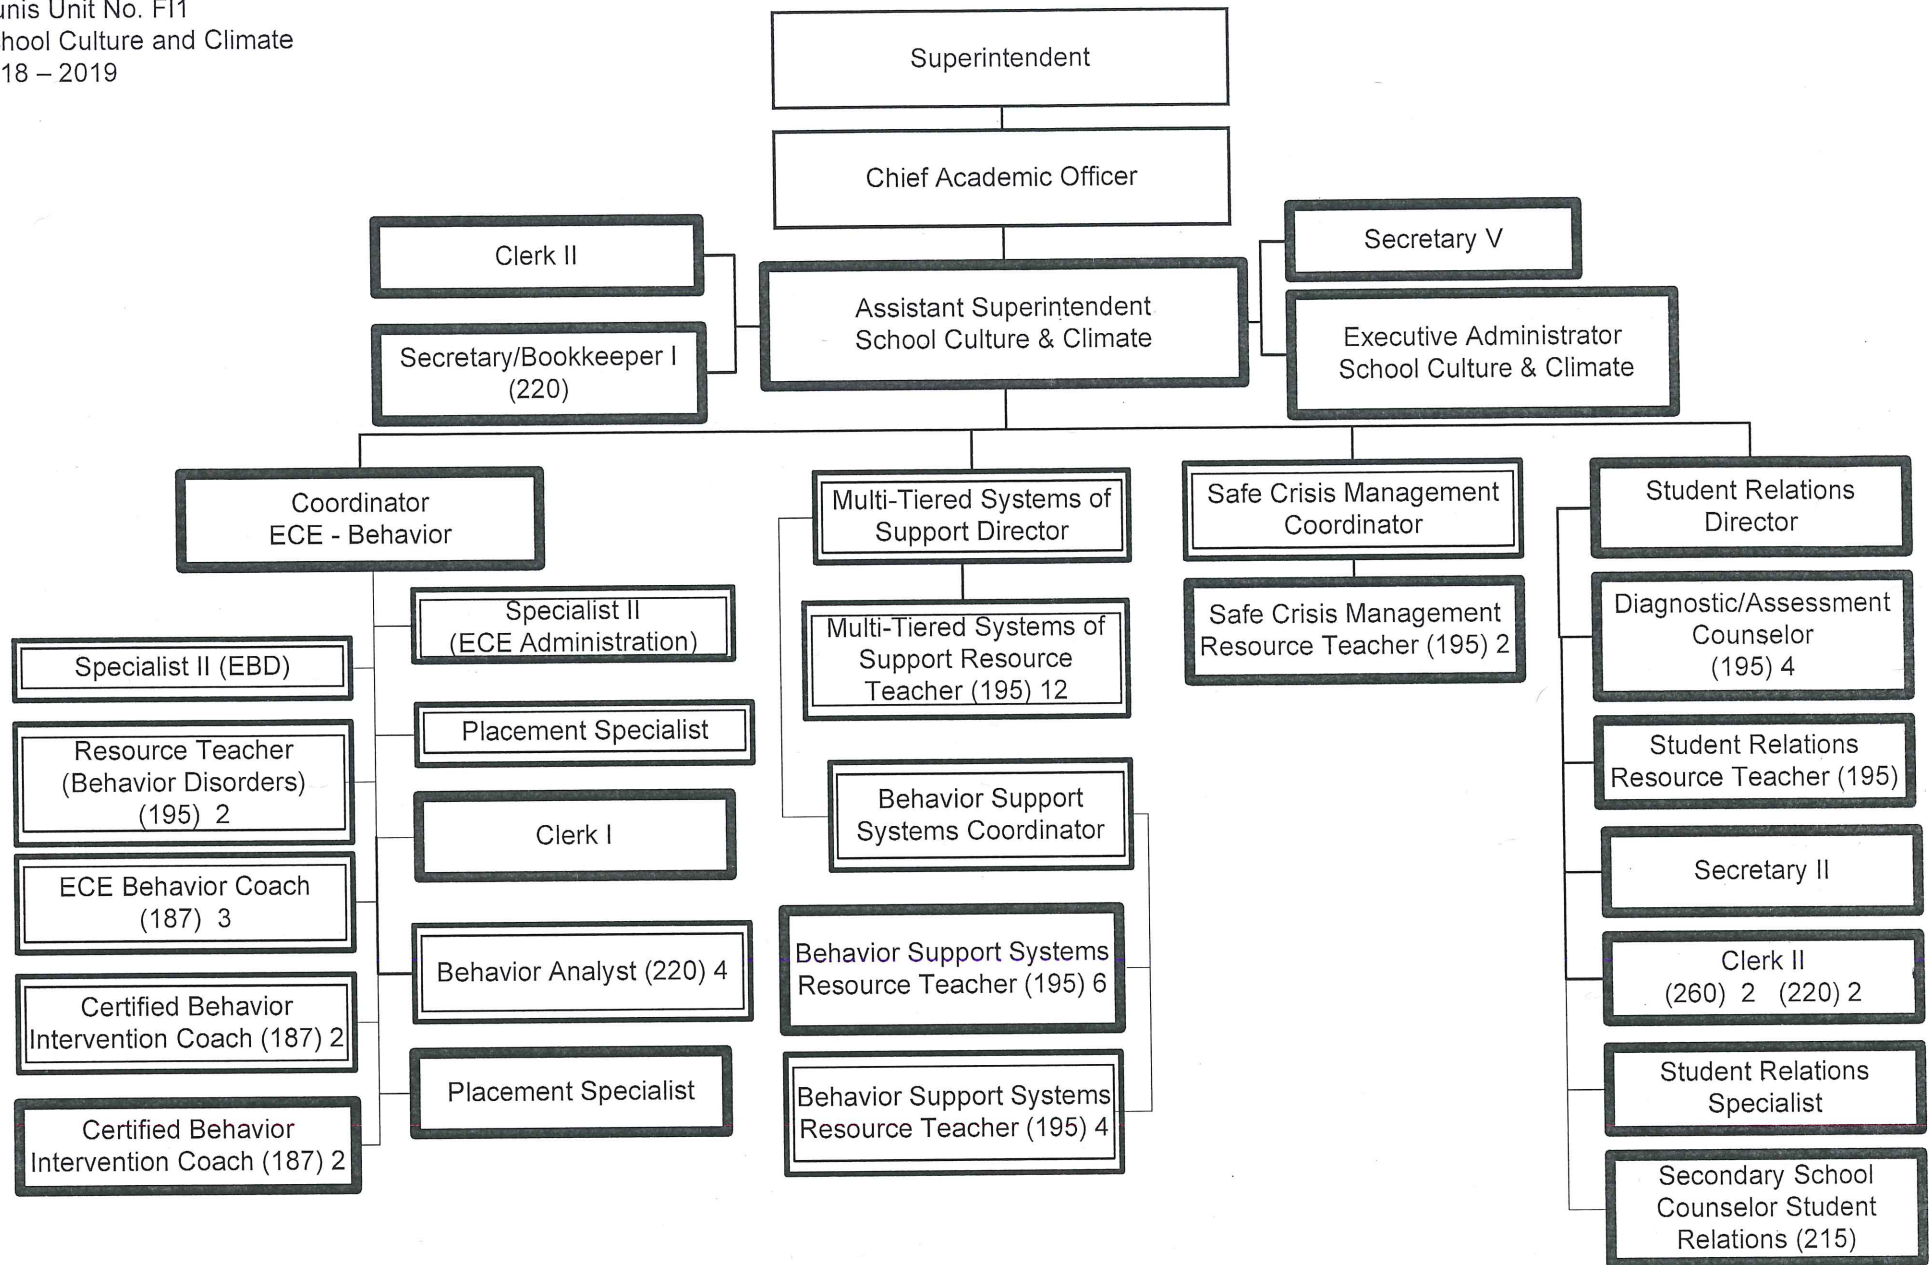 unis Unit No. FI1
hool Culture and Climate
18 – 2019
Superintendent
Chief Academic Officer
Clerk II
Secretary/Bookkeeper I
(220)
Assistant Superintendent
School Culture & Climate
Secretary V
Executive Administrator
School Culture & Climate
Coordinator
ECE - Behavior
Specialist II
(ECE Administration)
Specialist II (EBD)
Placement Specialist
Resource Teacher
(Behavior Disorders)
(195) 2
Clerk I
ECE Behavior Coach
(187) 3
Behavior Analyst (220) 4
Certified Behavior
Intervention Coach (187) 2
Placement Specialist
Certified Behavior
Intervention Coach (187) 2
Multi-Tiered Systems of
Support Director
Multi-Tiered Systems of
Support Resource
Teacher (195) 12
Behavior Support
Systems Coordinator
Behavior Support Systems
Resource Teacher (195) 6
Behavior Support Systems
Resource Teacher (195) 4
Safe Crisis Management
Coordinator
Safe Crisis Management
Resource Teacher (195) 2
Student Relations
Director
Diagnostic/Assessment
Counselor
(195) 4
Student Relations
Resource Teacher (195)
Secretary II
Clerk II
(260) 2 (220) 2
Student Relations
Specialist
Secondary School
Counselor Student
Relations (215)